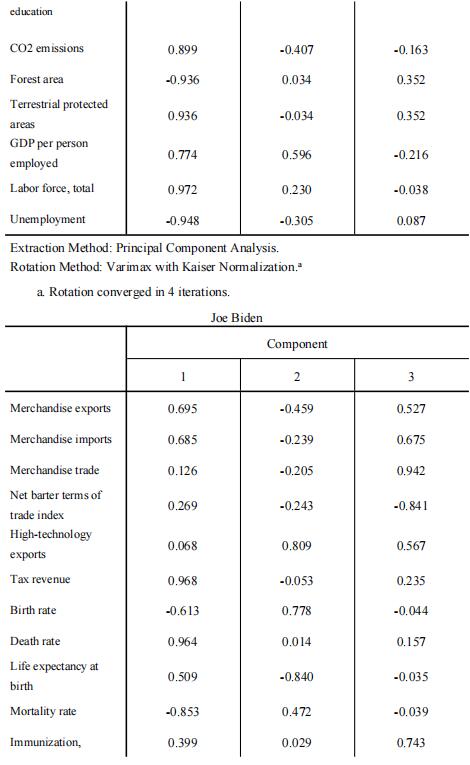 education
CO2 emissions 0.899 -0.407 -0.163
Forest area -0.936 0.034 0.352
Terrestrial protected
areas 0.936 -0.034 0.352
GDP per person
employed 0.774 0.596 -0.216
Labor force, total 0.972 0.230 -0.038
Unemployment -0.948 -0.305 0.087
Extraction Method: Principal Component Analysis.
Rotation Method: Varimax with Kaiser Normalization.ª
a. Rotation converged in 4 iterations.
Joe Biden
Component
1 2 3
Merchandise exports 0.695 -0.459 0.527
Merchandise imports 0.685 -0.239 0.675
Merchandise trade 0.126 -0.205 0.942
Net barter terms of
trade index 0.269 -0.243 -0.841
High-technology
exports 0.068 0.809 0.567
Tax revenue 0.968 -0.053 0.235
Birth rate -0.613 0.778 -0.044
Death rate 0.964 0.014 0.157
Life expectancy at
birth 0.509 -0.840 -0.035
Mortality rate -0.853 0.472 -0.039
Immunization, 0.399 0.029 0.743